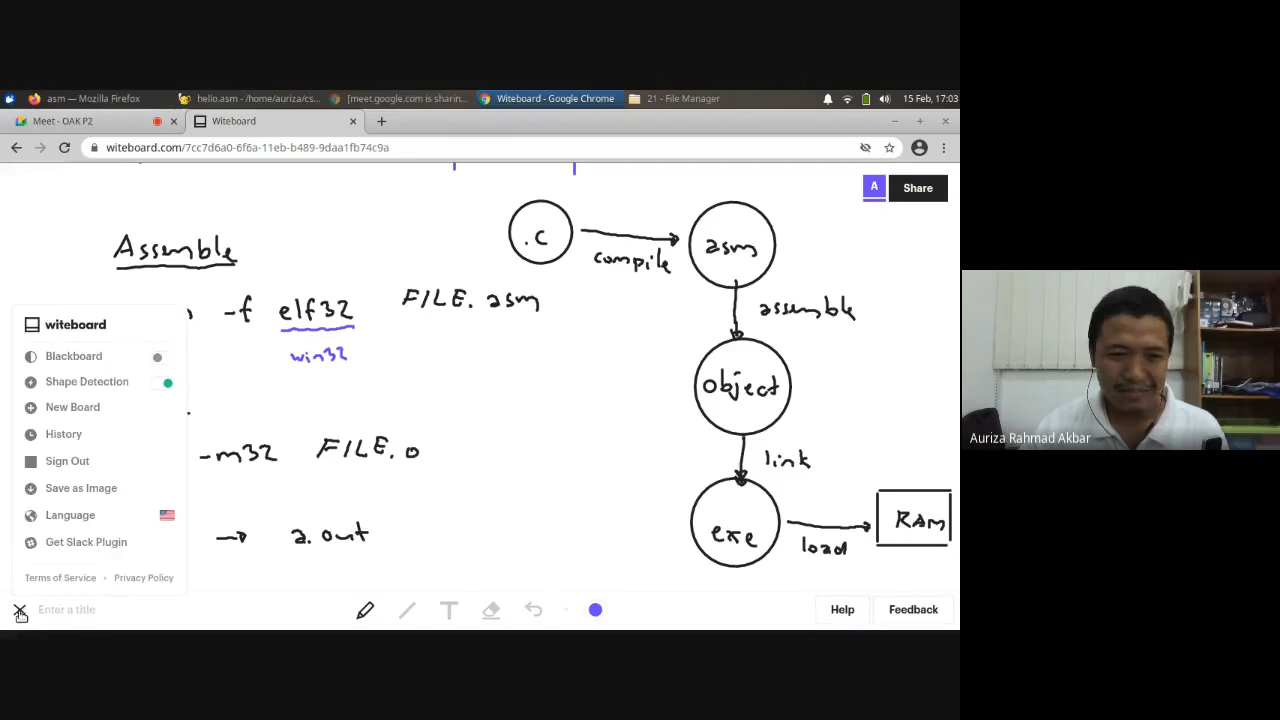 asm — Mozilla Firefox
hello.asm - /home/auriza/cs...
[meet.google.com is sharin...
Witeboard - Google Chrome
21 - File Manager
15 Feb, 17:03
Meet - OAK P2
Witeboard
witeboard.com/7cc7d6a0-6f6a-11eb-b489-9daa1fb74c9a
A
Share
Assemble
.c
compile
asm
-f elf32 FILE.asm
win32
assemble
object
-m32 FILE.o
link
→ a.out
exe
load
RAM
witeboard
Blackboard
Shape Detection
New Board
History
Sign Out
Save as Image
Language
Get Slack Plugin
Terms of Service • Privacy Policy
Enter a title
T
Help
Feedback
Auriza Rahmad Akbar